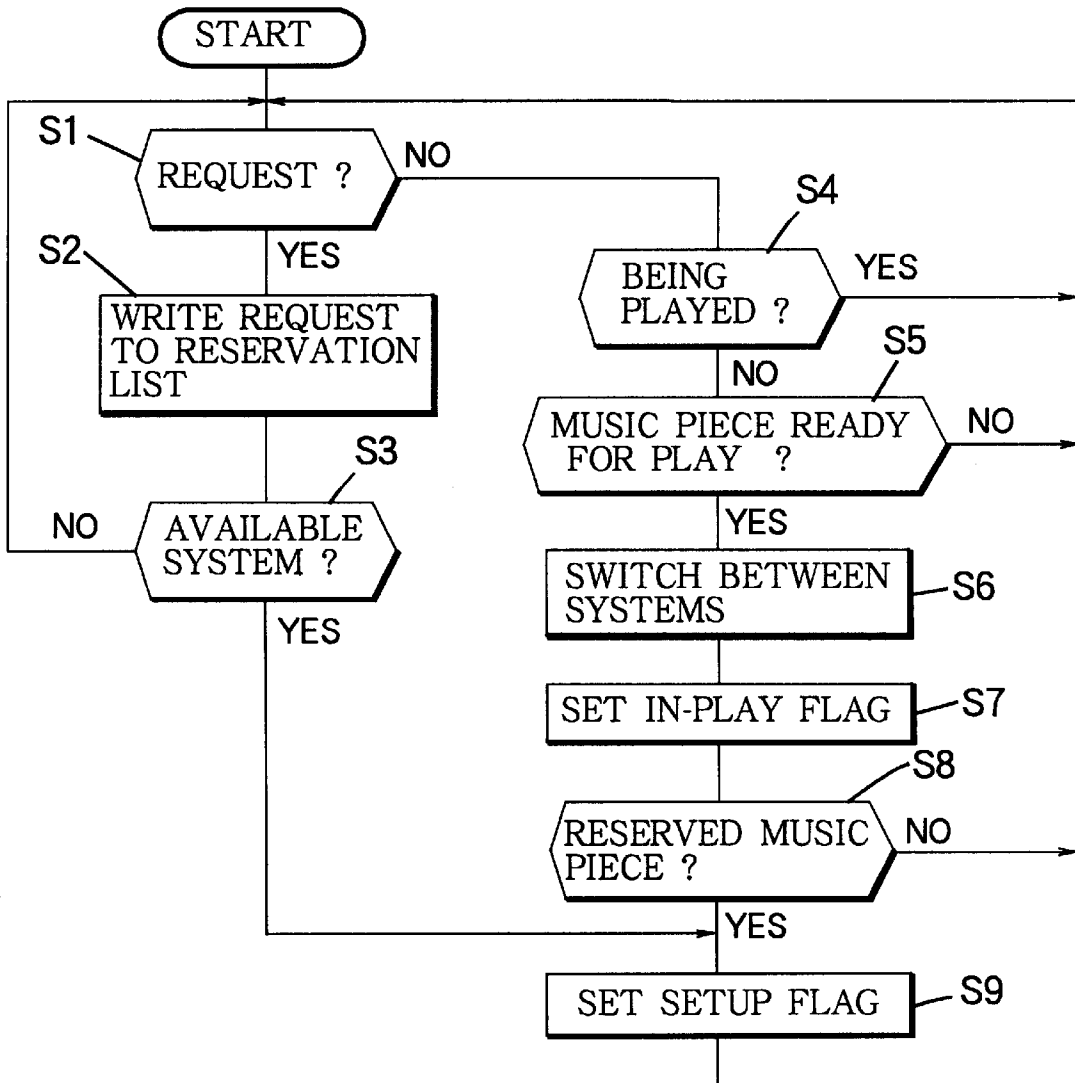 START
S1
REQUEST ?
NO
YES
S2
WRITE REQUEST
TO RESERVATION
LIST
S3
AVAILABLE
SYSTEM ?
NO
YES
S4
BEING
PLAYED ?
YES
NO
S5
MUSIC PIECE READY
FOR PLAY ?
NO
YES
SWITCH BETWEEN
SYSTEMS
S6
SET IN-PLAY FLAG
S7
S8
RESERVED MUSIC
PIECE ?
NO
YES
SET SETUP FLAG
S9